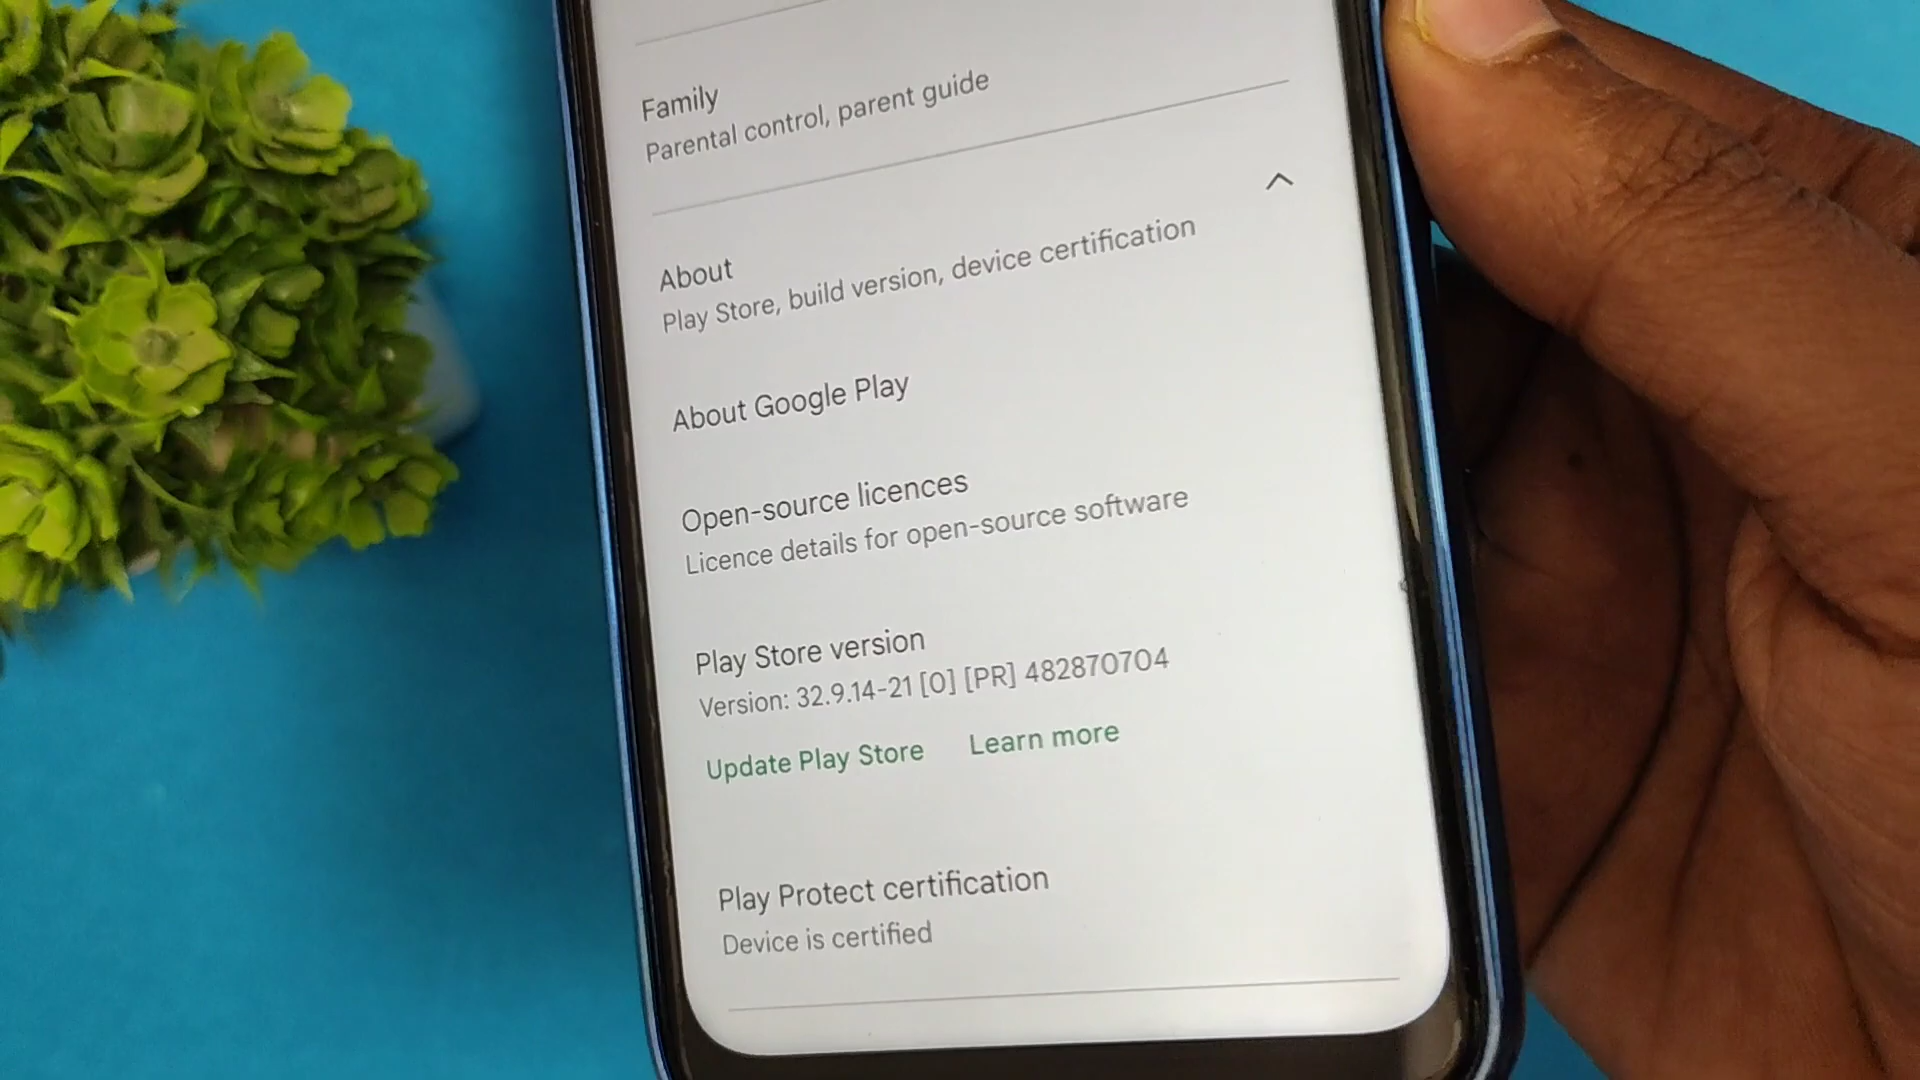 Family
Parental control, parent guide
About
Play Store, build version, device certification
About Google Play
Open-source licences
Licence details for open-source software
Play Store version
Version: 32.9.14-21 [0] [PR] 482870704
Update Play Store Learn more
Play Protect certification
Device is certified